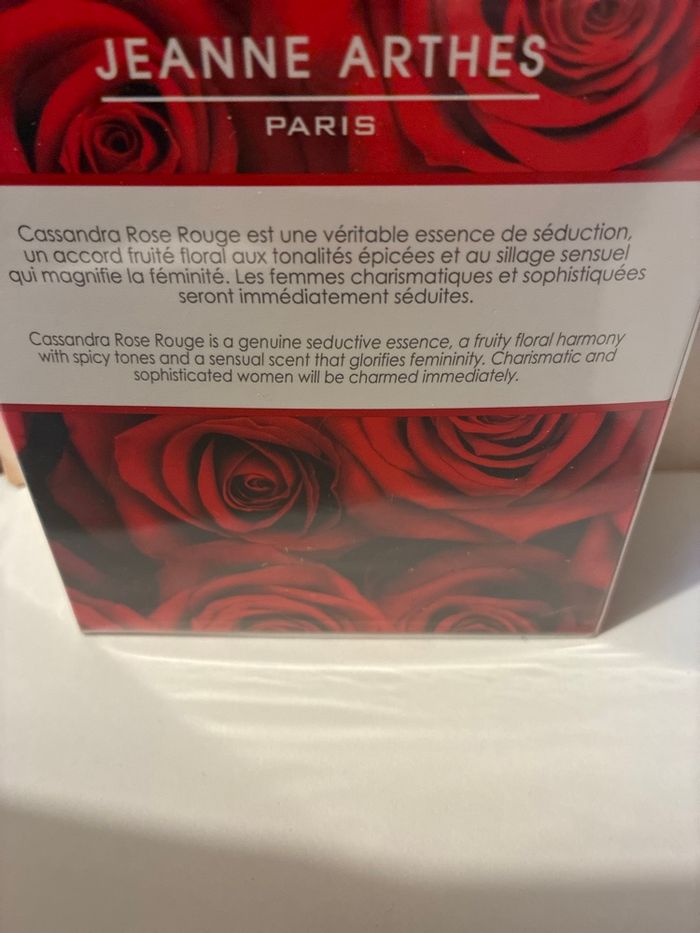 JEANNE ARTHES
PARIS
Cassandra Rose Rouge est une véritable essence de séduction,
un accord fruité floral aux tonalités épicées et au sillage sensuel
qui magnifie la féminité. Les femmes charismatiques et sophistiquées
seront immédiatement séduites.
Cassandra Rose Rouge is a genuine seductive essence, a fruity floral harmony
with spicy tones and a sensual scent that glorifies femininity. Charismatic and
sophisticated women will be charmed immediately.